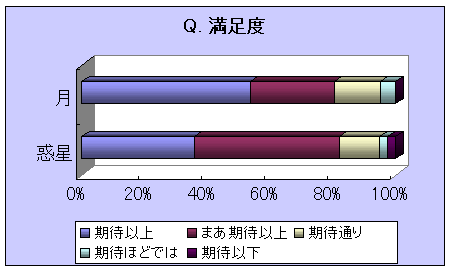 Q. 満足度
月
惑星
0% 20% 40% 60% 80% 100%
期待以上 まあ期待以上 期待通り
期待ほどでは 期待以下